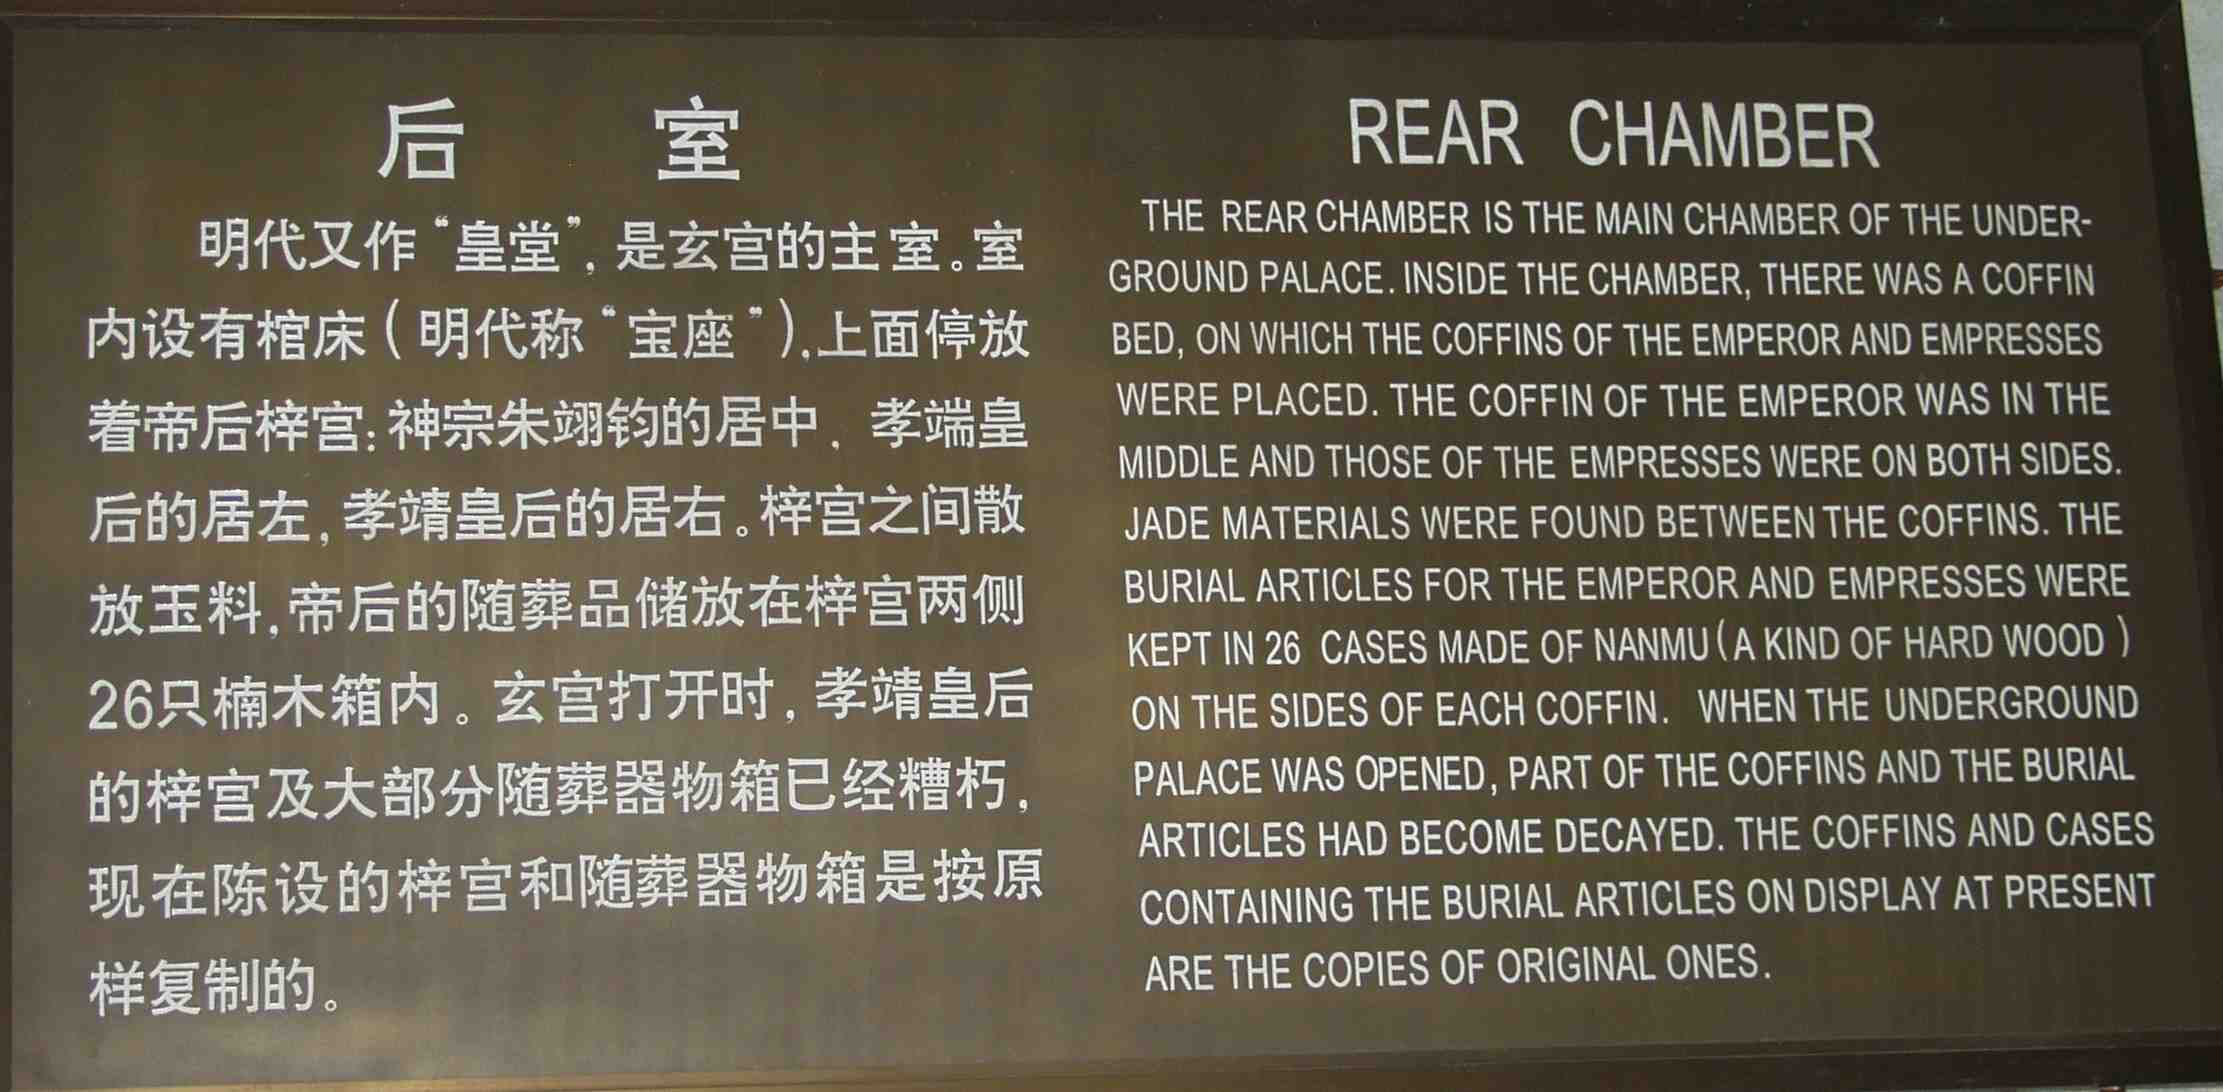 后 室
明代又作“皇堂”，是玄宫的主室。室
内设有棺床(明代称“宝座”),上面停放
着帝后梓宫:神宗朱翊钧的居中，孝端皇
后的居左,孝靖皇后的居右。梓宫之间散
放玉料,帝后的随葬品储放在梓宫两侧
26只楠木箱内。玄宫打开时,孝靖皇后
的梓宫及大部分随葬器物箱已经糟朽,
现在陈设的梓宫和随葬器物箱是按原
样复制的。
REAR CHAMBER
THE REAR CHAMBER IS THE MAIN CHAMBER OF THE UNDER-
GROUND PALACE. INSIDE THE CHAMBER, THERE WAS A COFFIN
BED, ON WHICH THE COFFINS OF THE EMPEROR AND EMPRESSES
WERE PLACED. THE COFFIN OF THE EMPEROR WAS IN THE
MIDDLE AND THOSE OF THE EMPRESSES WERE ON BOTH SIDES.
JADE MATERIALS WERE FOUND BETWEEN THE COFFINS. THE
BURIAL ARTICLES FOR THE EMPEROR AND EMPRESSES WERE
KEPT IN 26 CASES MADE OF NANMU(A KIND OF HARD WOOD )
ON THE SIDES OF EACH COFFIN. WHEN THE UNDERGROUND
PALACE WAS OPENED, PART OF THE COFFINS AND THE BURIAL
ARTICLES HAD BECOME DECAYED. THE COFFINS AND CASES
CONTAINING THE BURIAL ARTICLES ON DISPLAY AT PRESENT
ARE THE COPIES OF ORIGINAL ONES.